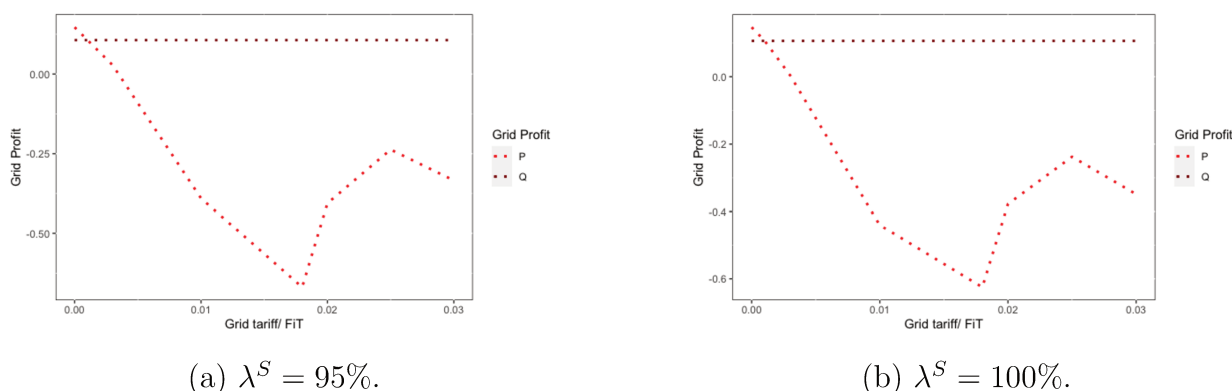 0.00
-0.25
-0.50
Grid Profit
0.00
0.01
0.02
0.03
Grid tariff/ FiT
Grid Profit
P
Q
(a) λ^S = 95%.
0.0
-0.2
-0.4
-0.6
Grid Profit
0.00
0.01
0.02
0.03
Grid tariff/ FiT
Grid Profit
P
Q
(b) λ^S = 100%.